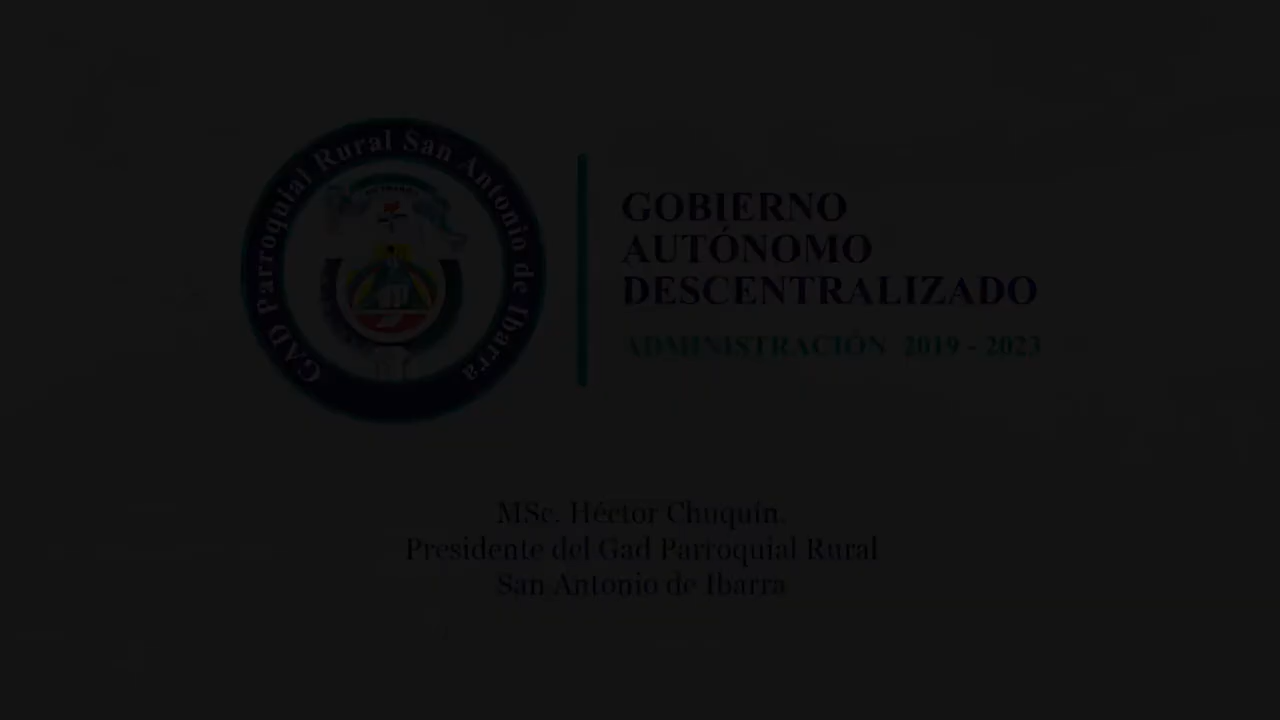 GAD Parroquial Rural San Antonio de Ibarra
GOBIERNO
AUTÓNOMO
DESCENTRALIZADO
ADMINISTRACIÓN 2019 - 2023
MSc. Héctor Chuquín.
Presidente del Gad Parroquial Rural
San Antonio de Ibarra